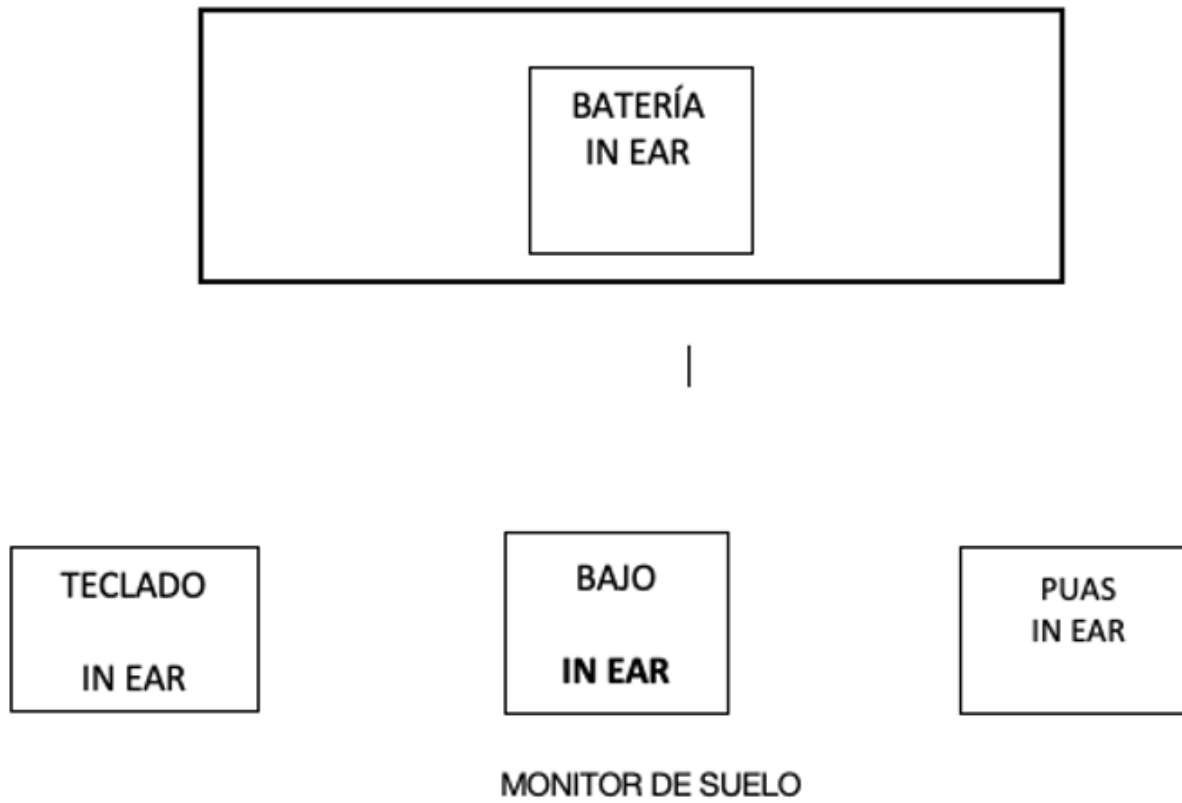 BATERÍA
IN EAR
TECLADO
IN EAR
BAJO
IN EAR
PUAS
IN EAR
MONITOR DE SUELO